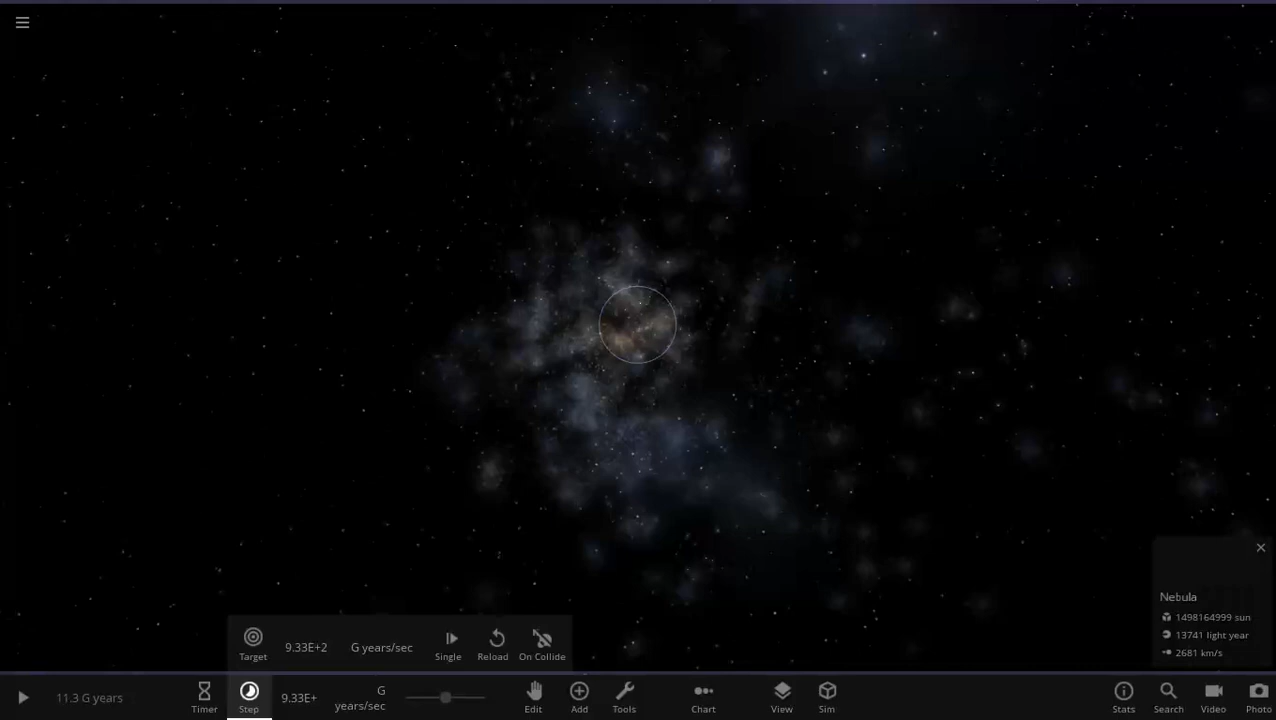 Nebula
1498164999 sun
13741 light year
2681 km/s
Target
9.33E+2
G years/sec
Single
Reload
On Collide
11.3 G years
Timer
Step
9.33E+
G
years/sec
Edit
Add
Tools
Chart
View
Sim
Stats
Search
Video
Photo